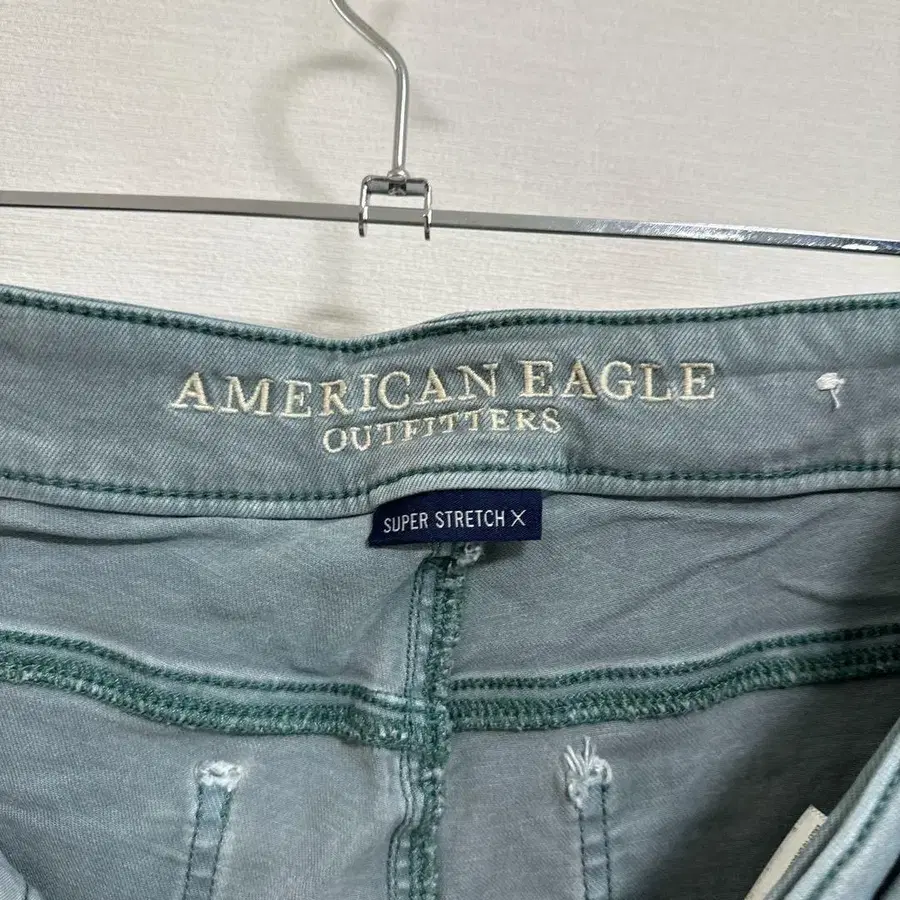 AMERICAN EAGLE
OUTFITTERS
SUPER STRETCH X